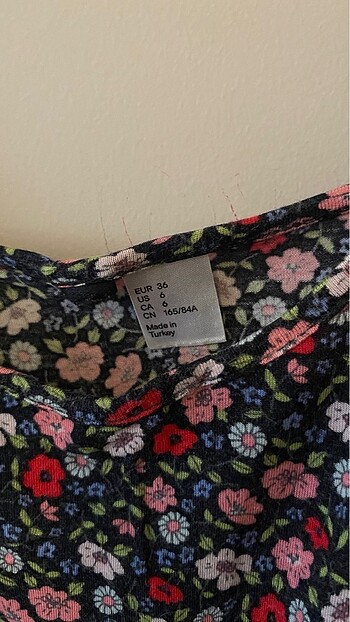 EUR 36
US 6
CA 6
CN 165/84A
Made in
Turkey